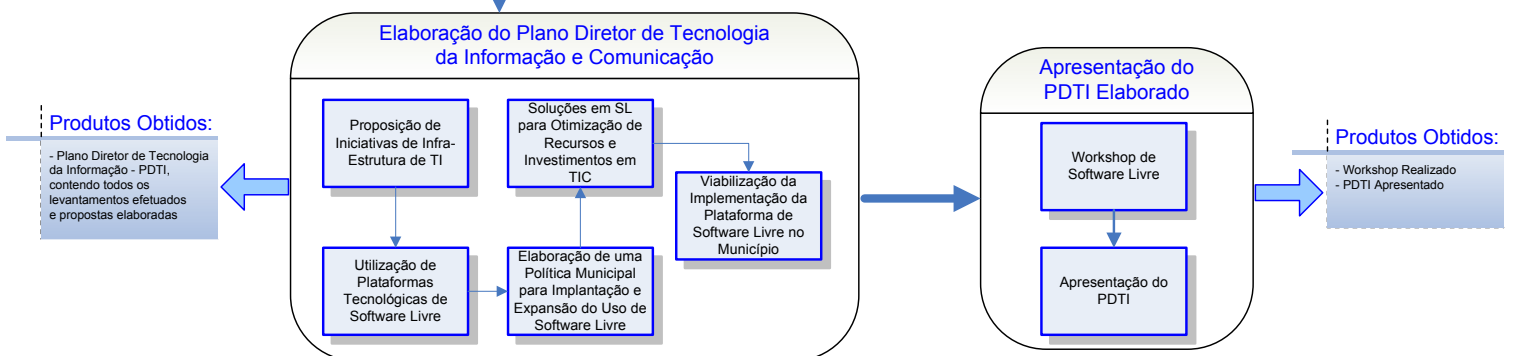 Elaboração do Plano Diretor de Tecnologia
da Informação e Comunicação
Produtos Obtidos:
- Plano Diretor de Tecnologia
da Informação - PDTI,
contendo todos os
levantamentos efetuados
e propostas elaboradas
Proposição de
Iniciativas de Infra-
Estrutura de TI
Utilização de
Plataformas
Tecnológicas de
Software Livre
Elaboração de uma
Política Municipal
para Implantação e
Expansão do Uso de
Software Livre
Soluções em SL
para Otimização de
Recursos e
Investimentos em
TIC
Viabilização da
Implementação da
Plataforma de
Software Livre no
Município
Apresentação do
PDTI Elaborado
Workshop de
Software Livre
Apresentação do
PDTI
Produtos Obtidos:
- Workshop Realizado
- PDTI Apresentado